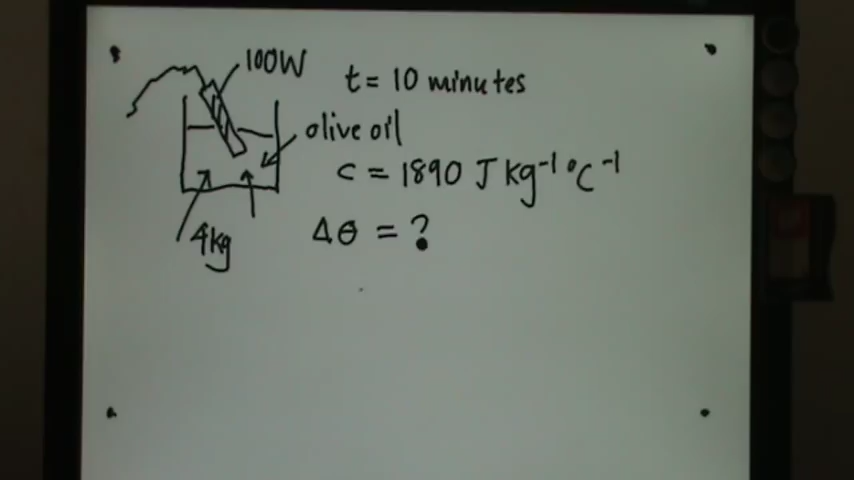 100W
t = 10 minutes
olive oil
c = 1890 J kg⁻¹ °C⁻¹
4kg
Δθ = ?